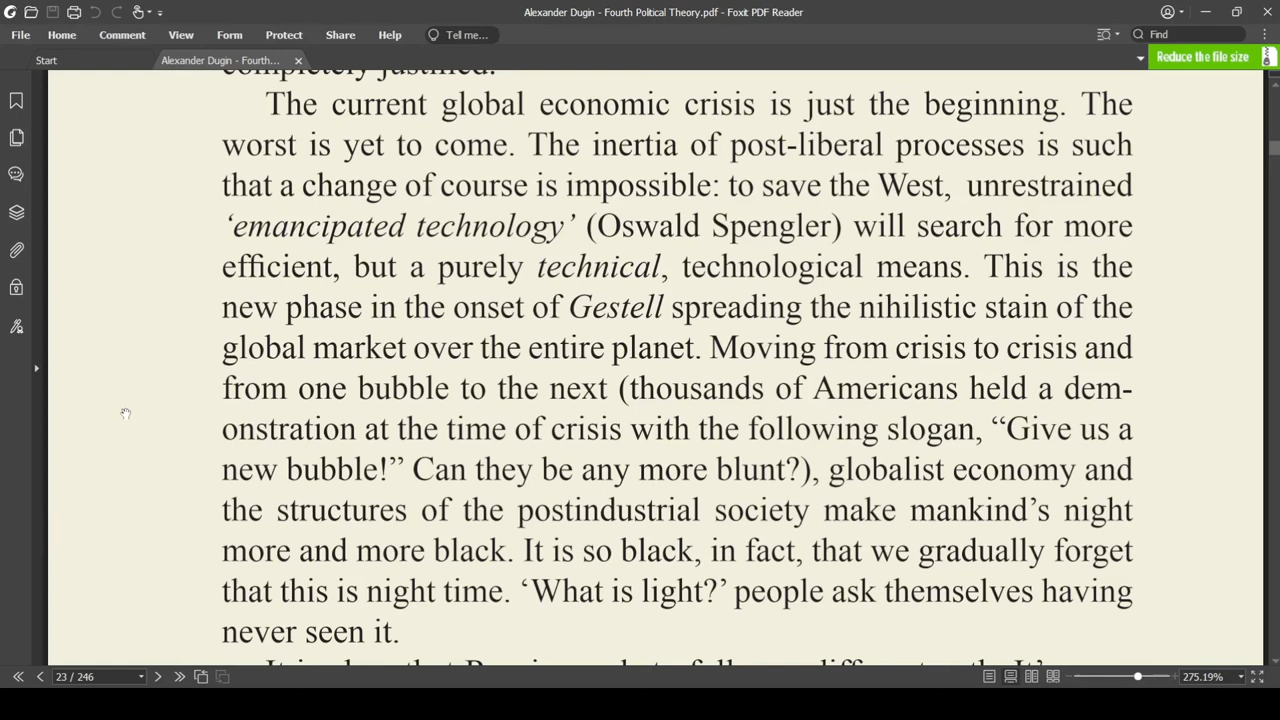 Alexander Dugin - Fourth Political Theory.pdf - Foxit PDF Reader
File Home Comment View Form Protect Share Help Tell me... Find
Start Alexander Dugin - Fourth... Reduce the file size
completely justified.
The current global economic crisis is just the beginning. The
worst is yet to come. The inertia of post-liberal processes is such
that a change of course is impossible: to save the West, unrestrained
‘emancipated technology’ (Oswald Spengler) will search for more
efficient, but a purely technical, technological means. This is the
new phase in the onset of Gestell spreading the nihilistic stain of the
global market over the entire planet. Moving from crisis to crisis and
from one bubble to the next (thousands of Americans held a dem-
onstration at the time of crisis with the following slogan, “Give us a
new bubble!” Can they be any more blunt?), globalist economy and
the structures of the postindustrial society make mankind’s night
more and more black. It is so black, in fact, that we gradually forget
that this is night time. ‘What is light?’ people ask themselves having
never seen it.
23 / 246 275.19%